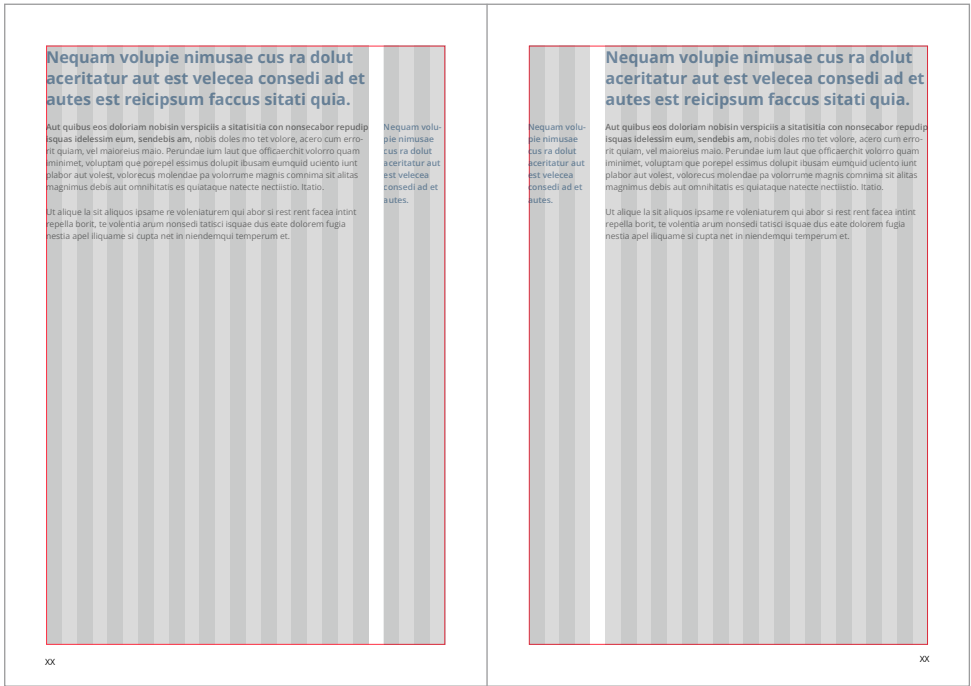 Nequam volupie nimusae cus ra dolut
aceritatur aut est velecea consedi ad et
autes est reicipsum faccus sitati quia.
Aut quibus eos doloriam nobisin verspiciis a sitatisitia con nonsecabor repudip
isquas idelessim eum, sendebis am, nobis doles mo tet volore, acero cum erro-
rit quiam, vel maioreius maio. Perundae ium laut que officaerchit volorro quam
iminimet, voluptam que porepel essimus dolupit ibusam eumquid uciento iunt
plabor aut volest, volorecus molendae pa volorrume magnis comnima sit alitas
magnimus debis aut omnihitatis es quiataque natecte nectiistio. Itatio.
Ut alique la sit aliquos ipsame re voleniaturem qui abor si rest rent facea intint
repella borit, te volentia arum nonsedi tatisci isquae dus eate dolorem fugia
nestia apel iliquame si cupta net in niendemqui temperum et.
Nequam volu-
pie nimusae
cus ra dolut
aceritatur aut
est velecea
consedi ad et
autes.
xx
Nequam volupie nimusae cus ra dolut
aceritatur aut est velecea consedi ad et
autes est reicipsum faccus sitati quia.
Nequam volu-
pie nimusae
cus ra dolut
aceritatur aut
est velecea
consedi ad et
autes.
Aut quibus eos doloriam nobisin verspiciis a sitatisitia con nonsecabor repudip
isquas idelessim eum, sendebis am, nobis doles mo tet volore, acero cum erro-
rit quiam, vel maioreius maio. Perundae ium laut que officaerchit volorro quam
iminimet, voluptam que porepel essimus dolupit ibusam eumquid uciento iunt
plabor aut volest, volorecus molendae pa volorrume magnis comnima sit alitas
magnimus debis aut omnihitatis es quiataque natecte nectiistio. Itatio.
Ut alique la sit aliquos ipsame re voleniaturem qui abor si rest rent facea intint
repella borit, te volentia arum nonsedi tatisci isquae dus eate dolorem fugia
nestia apel iliquame si cupta net in niendemqui temperum et.
xx